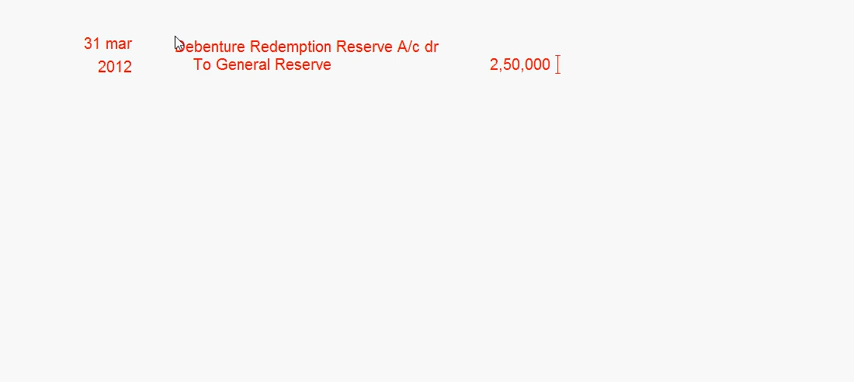 31 mar Debenture Redemption Reserve A/c dr
2012 To General Reserve 2,50,000